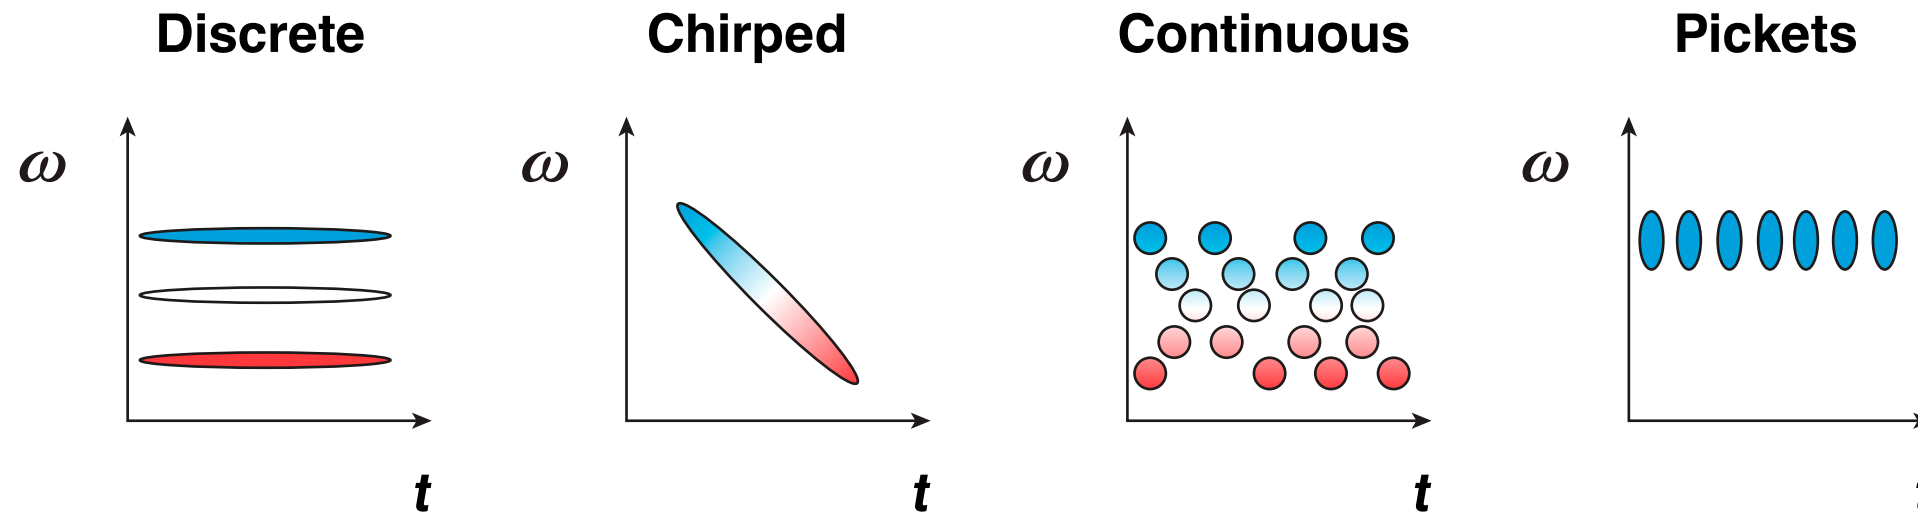 Discrete
Chirped
Continuous
Pickets
ω
ω
ω
ω
t
t
t